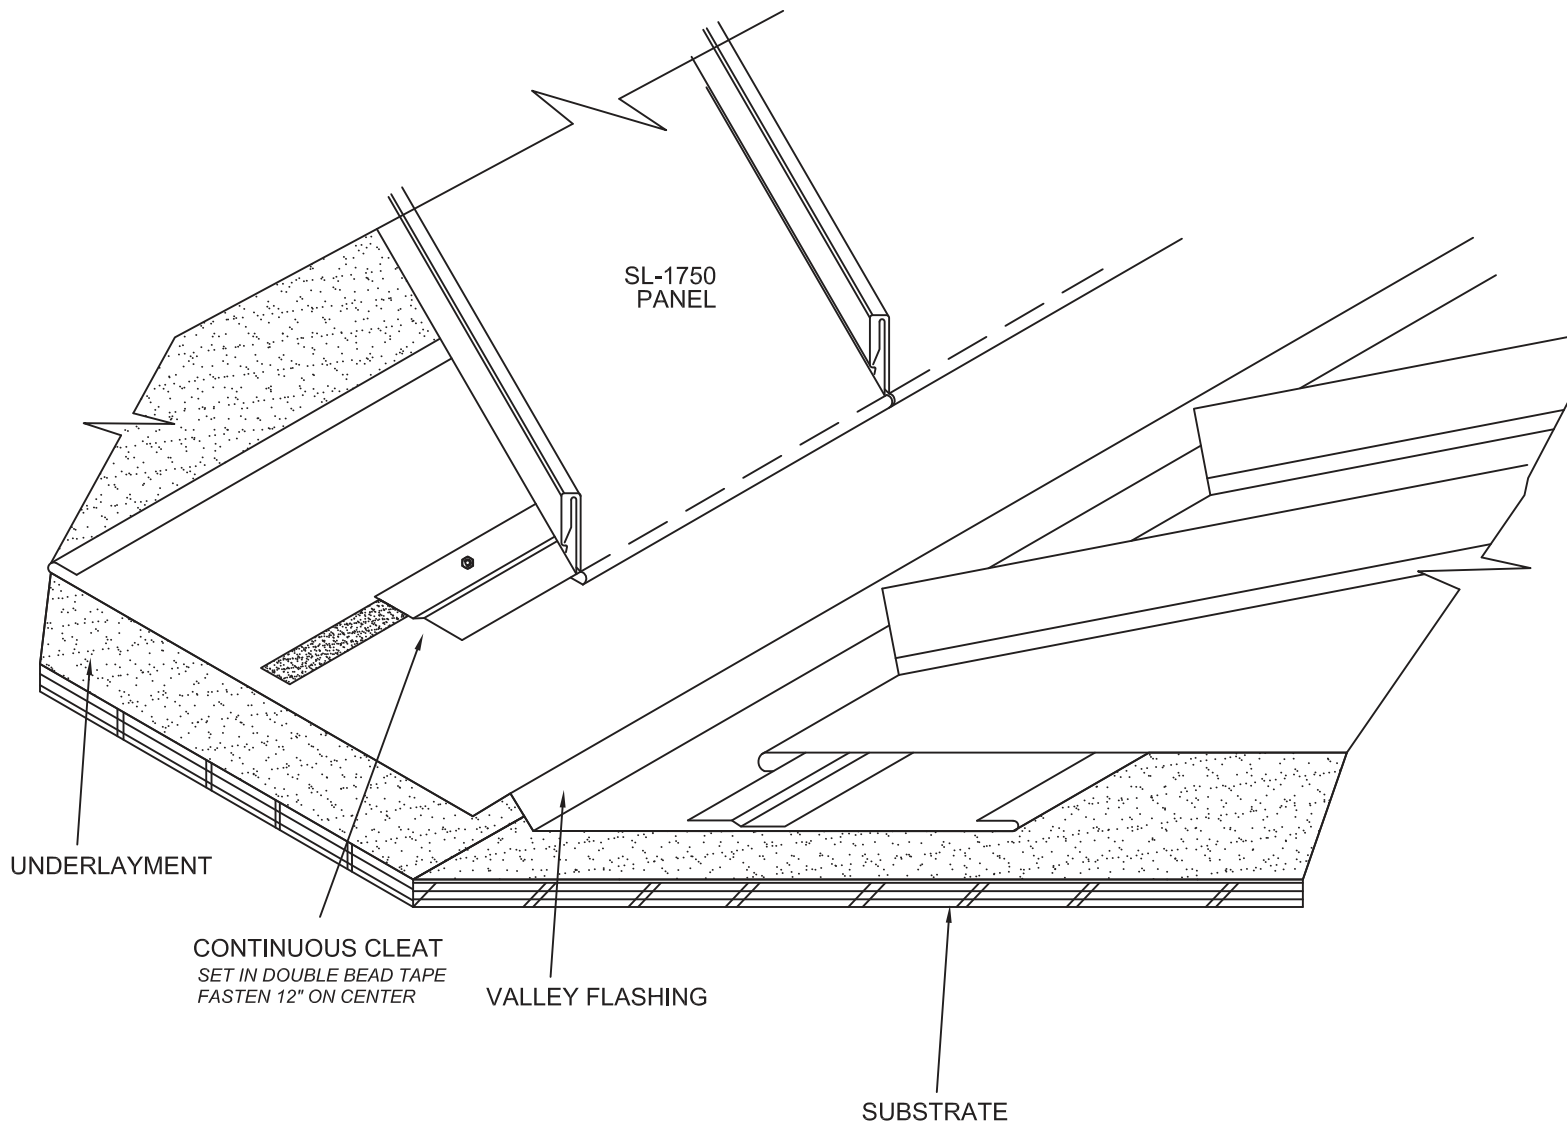 SL-1750
PANEL
UNDERLAYMENT
CONTINUOUS CLEAT
SET IN DOUBLE BEAD TAPE
FASTEN 12" ON CENTER
VALLEY FLASHING
SUBSTRATE